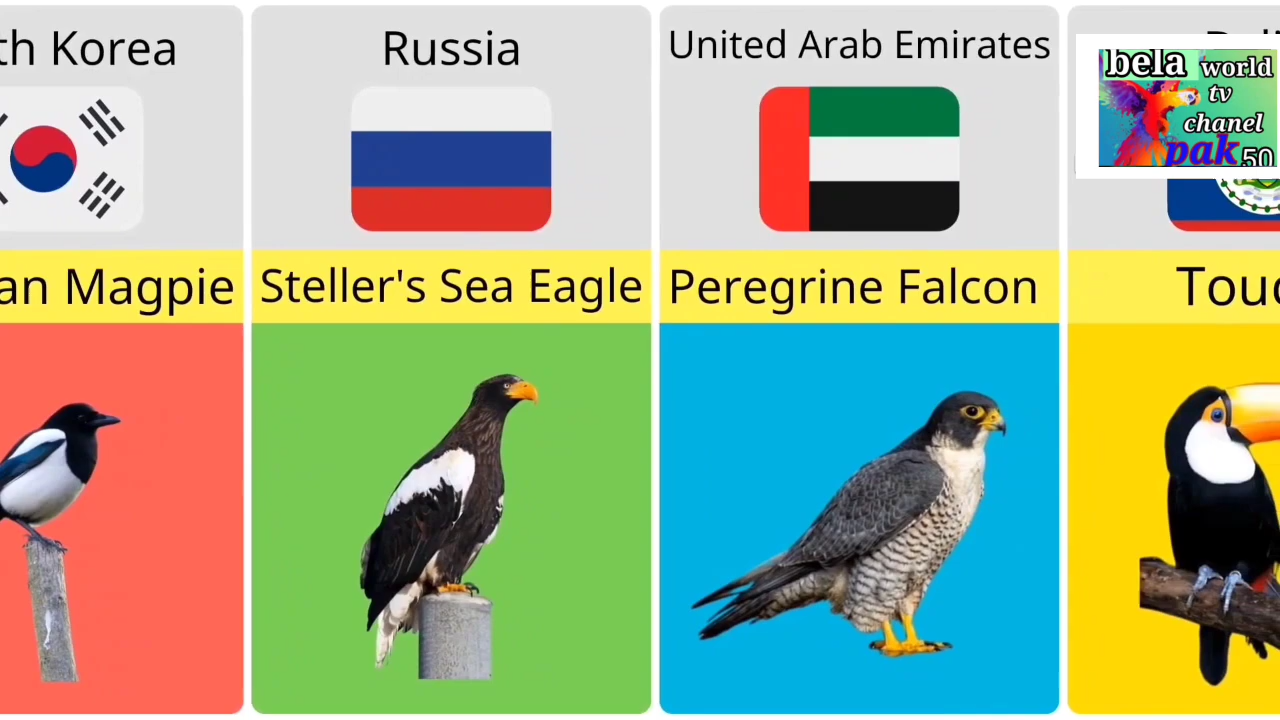 th Korea
Russia
United Arab Emirates
an Magpie
Steller's Sea Eagle
Peregrine Falcon
Touc
bela world
tv
chanel
pak 50